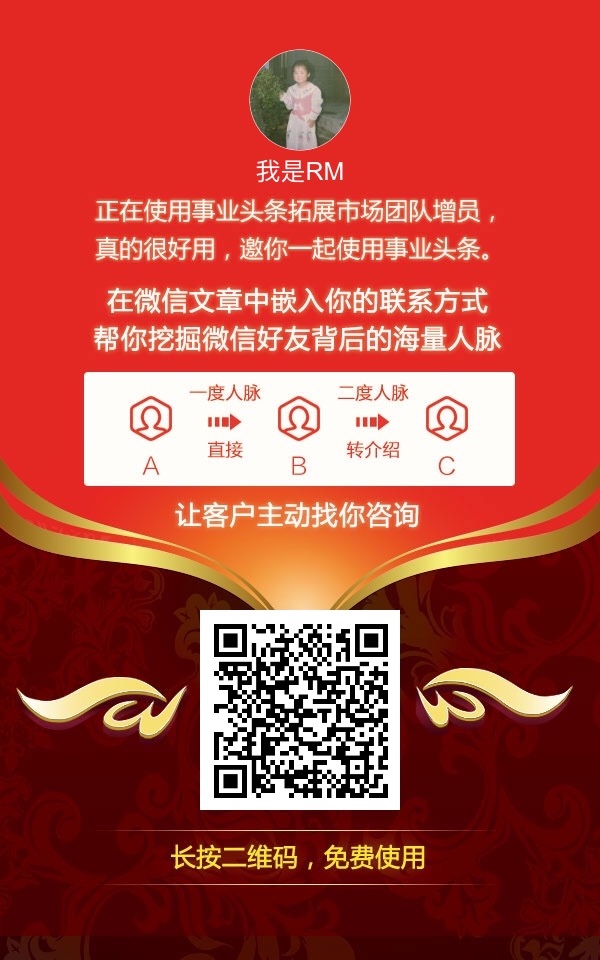 我是RM
正在使用事业头条拓展市场团队增员，
真的很好用，邀你一起使用事业头条。
在微信文章中嵌入你的联系方式
帮你挖掘微信好友背后的海量人脉
一度人脉 二度人脉
直接 转介绍
A B C
让客户主动找你咨询
长按二维码，免费使用